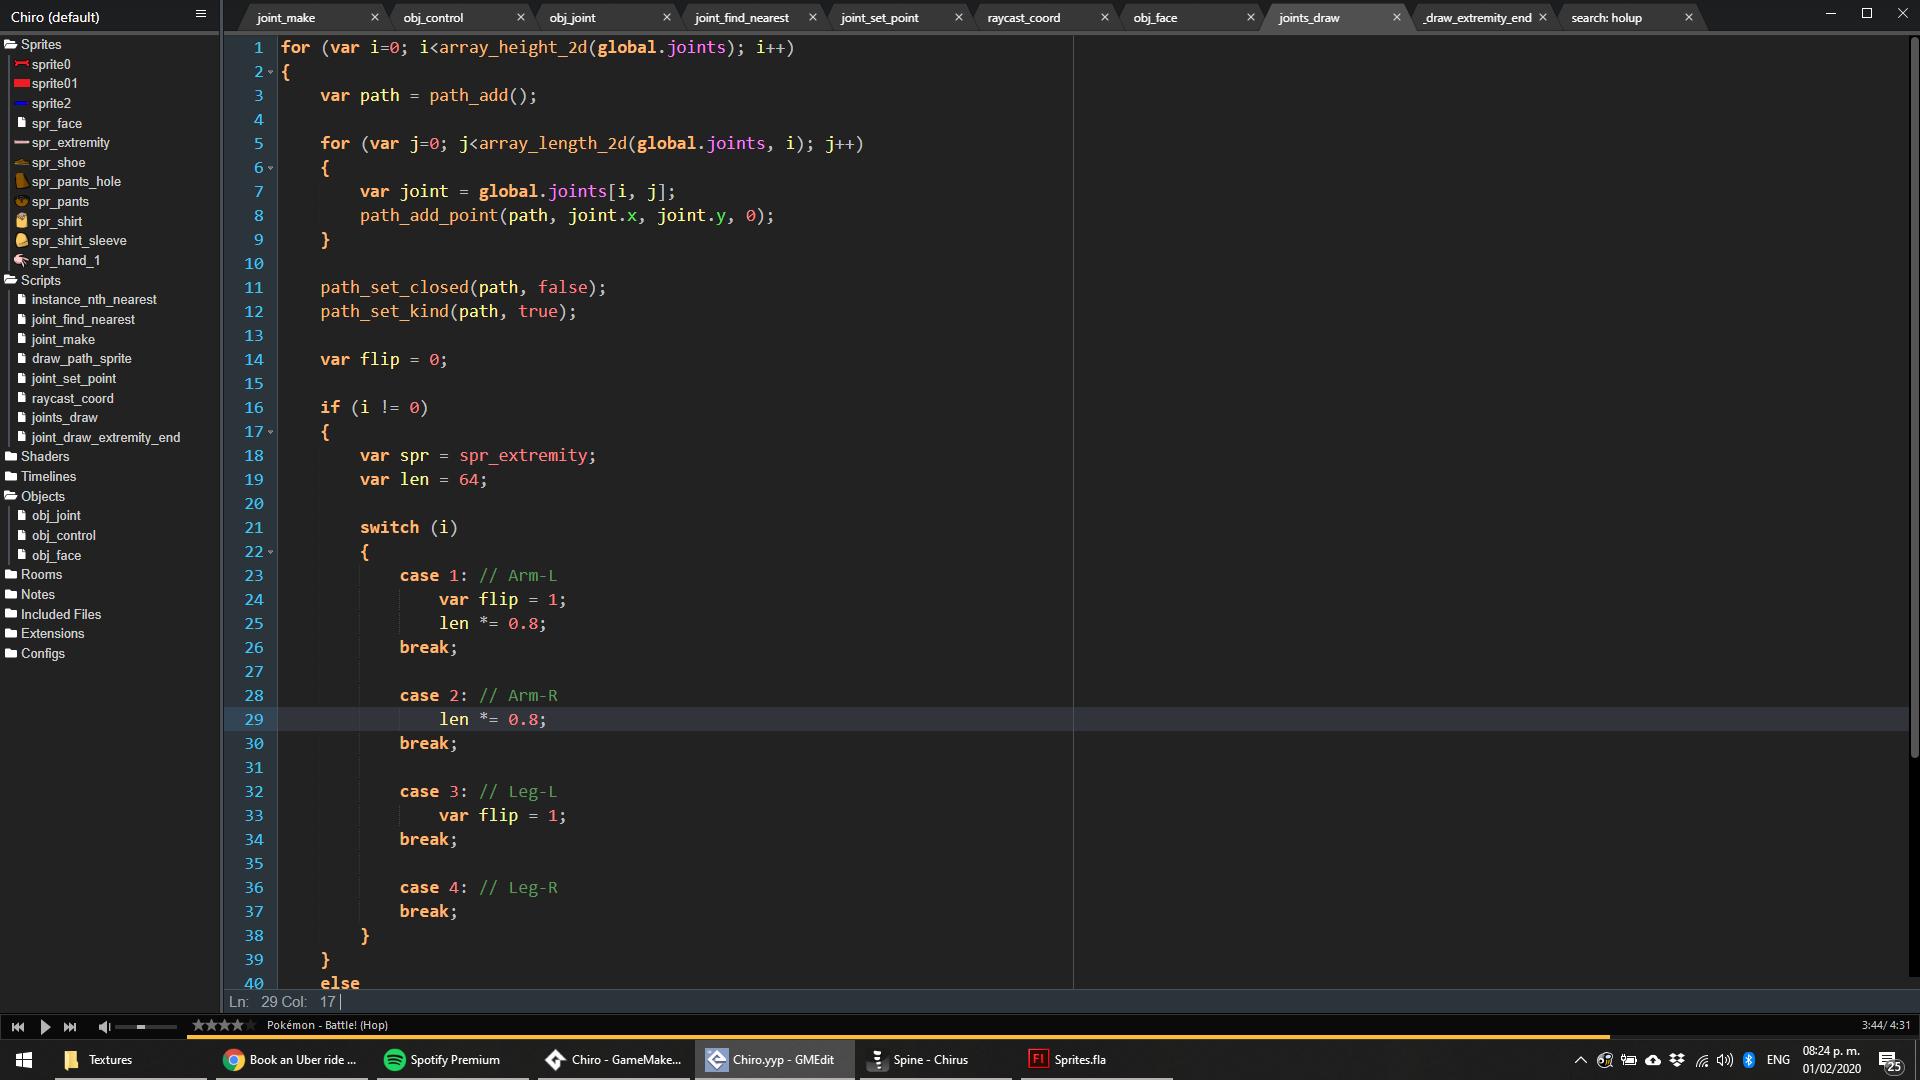 Chiro (default)
joint_make
obj_control
obj_joint
joint_find_nearest
joint_set_point
raycast_coord
obj_face
joints_draw
_draw_extremity_end
search: holup
Sprites
sprite0
sprite01
sprite2
spr_face
spr_extremity
spr_shoe
spr_pants_hole
spr_pants
spr_shirt
spr_shirt_sleeve
spr_hand_1
Scripts
instance_nth_nearest
joint_find_nearest
joint_make
draw_path_sprite
joint_set_point
raycast_coord
joints_draw
joint_draw_extremity_end
Shaders
Timelines
Objects
obj_joint
obj_control
obj_face
Rooms
Notes
Included Files
Extensions
Configs
1 for (var i=0; i<array_height_2d(global.joints); i++)
2 {
3 var path = path_add();
4
5 for (var j=0; j<array_length_2d(global.joints, i); j++)
6 {
7 var joint = global.joints[i, j];
8 path_add_point(path, joint.x, joint.y, 0);
9 }
10
11 path_set_closed(path, false);
12 path_set_kind(path, true);
13
14 var flip = 0;
15
16 if (i != 0)
17 {
18 var spr = spr_extremity;
19 var len = 64;
20
21 switch (i)
22 {
23 case 1: // Arm-L
24 var flip = 1;
25 len *= 0.8;
26 break;
27
28 case 2: // Arm-R
29 len *= 0.8;
30 break;
31
32 case 3: // Leg-L
33 var flip = 1;
34 break;
35
36 case 4: // Leg-R
37 break;
38 }
39 }
40 else
Ln: 29 Col: 17
Pokémon - Battle! (Hop)
3:44/ 4:31
Textures
Book an Uber ride ...
Spotify Premium
Chiro - GameMake...
Chiro.yyp - GMEdit
Spine - Chirus
Fl
Sprites.fla
ENG
08:24 p. m.
01/02/2020
25